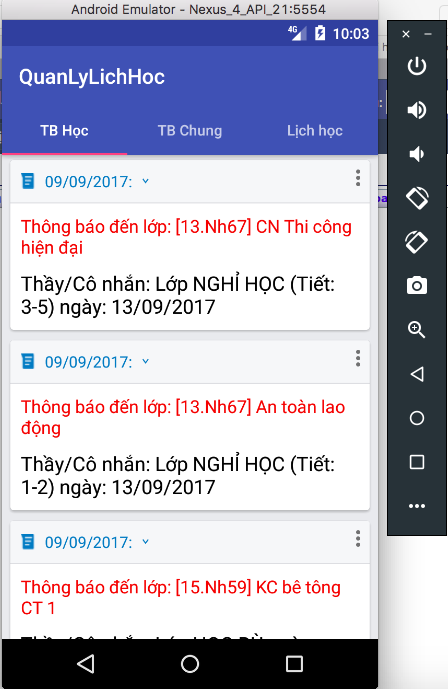 Android Emulator - Nexus_4_API_21:5554
4G 10:03
QuanLyLichHoc
TB Học TB Chung Lịch học
09/09/2017:
Thông báo đến lớp: [13.Nh67] CN Thi công
hiện đại
Thầy/Cô nhắn: Lớp NGHỈ HỌC (Tiết:
3-5) ngày: 13/09/2017
09/09/2017:
Thông báo đến lớp: [13.Nh67] An toàn lao
động
Thầy/Cô nhắn: Lớp NGHỈ HỌC (Tiết:
1-2) ngày: 13/09/2017
09/09/2017:
Thông báo đến lớp: [15.Nh59] KC bê tông
CT 1